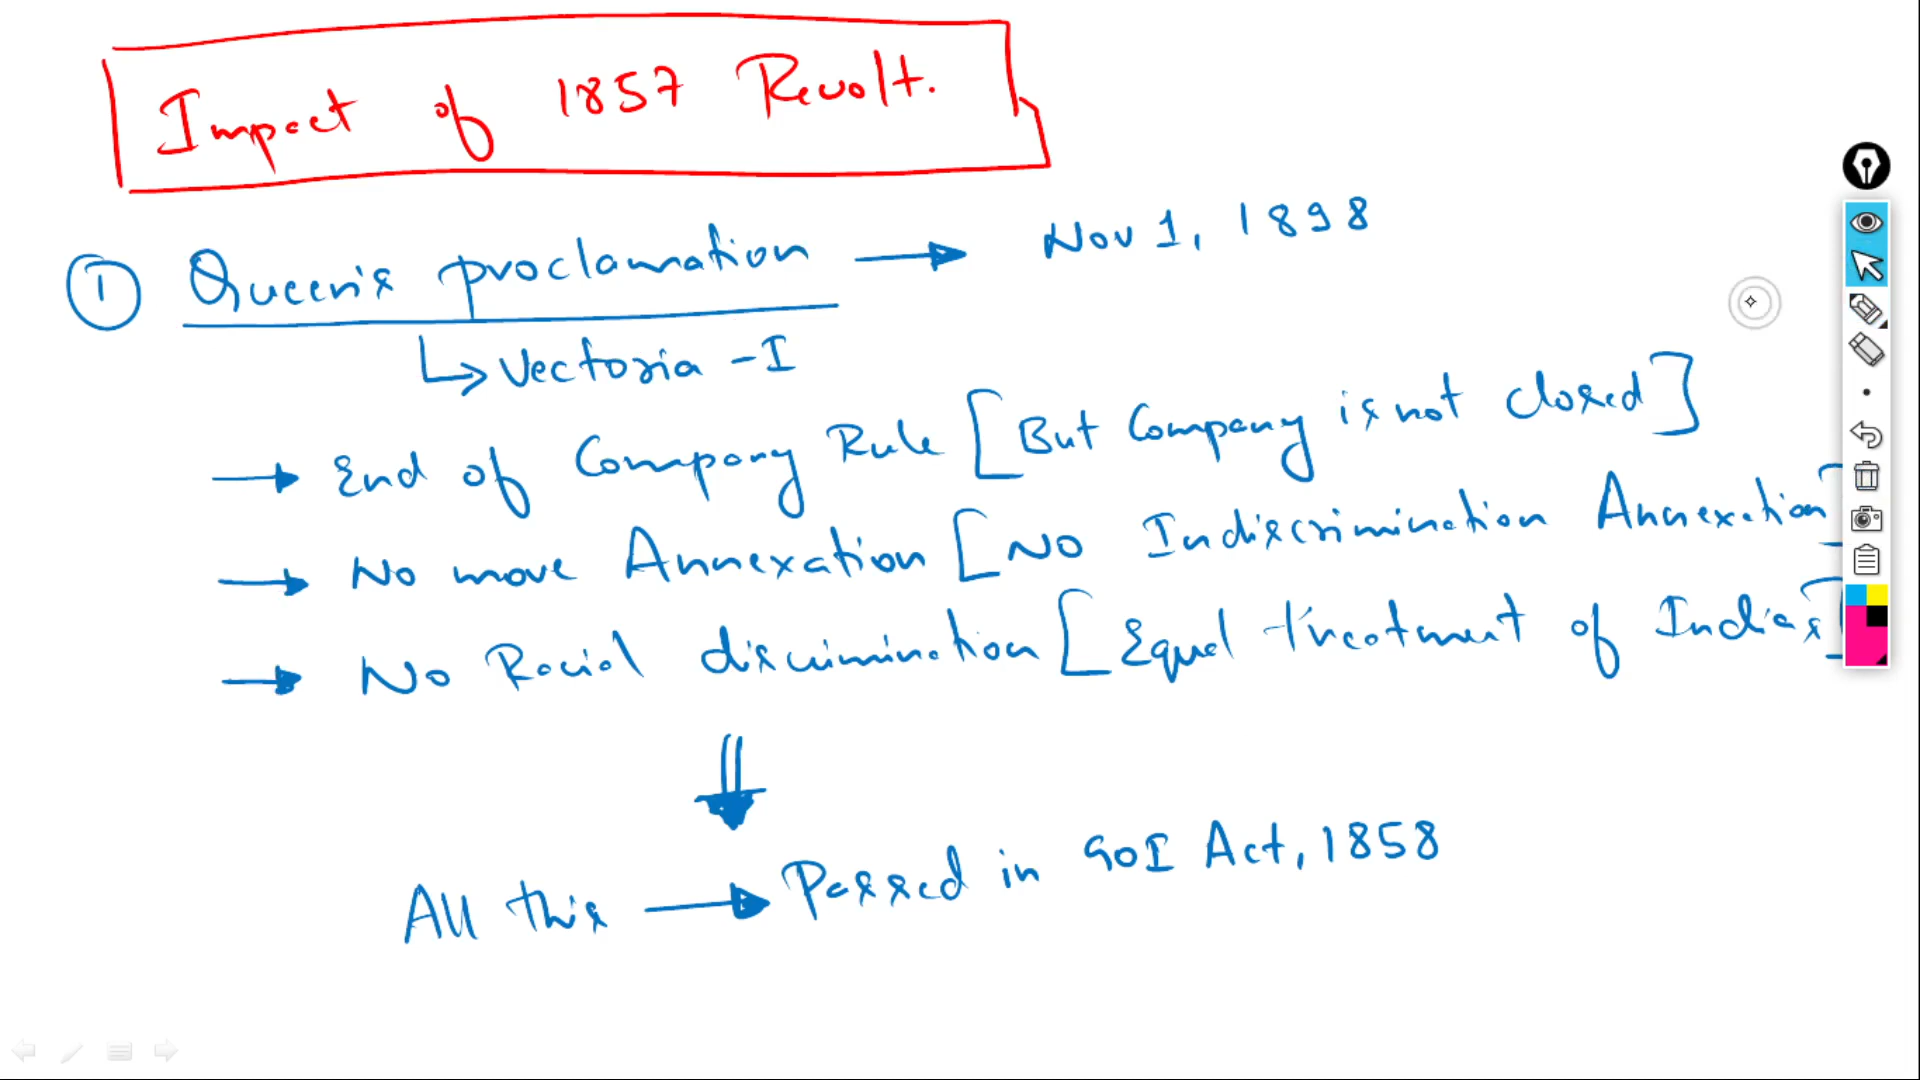 Impact of 1857 Revolt.
① Queen's proclamation → Nov 1, 1898
↳ Vectoria - I
→ End of Company Rule [But Company is not closed]
→ No move Annexation [No Indiscrimination Annexation]
→ No Racial discrimination [Equal treatment of Indias]
⇓
All this → Passed in GOI Act, 1858